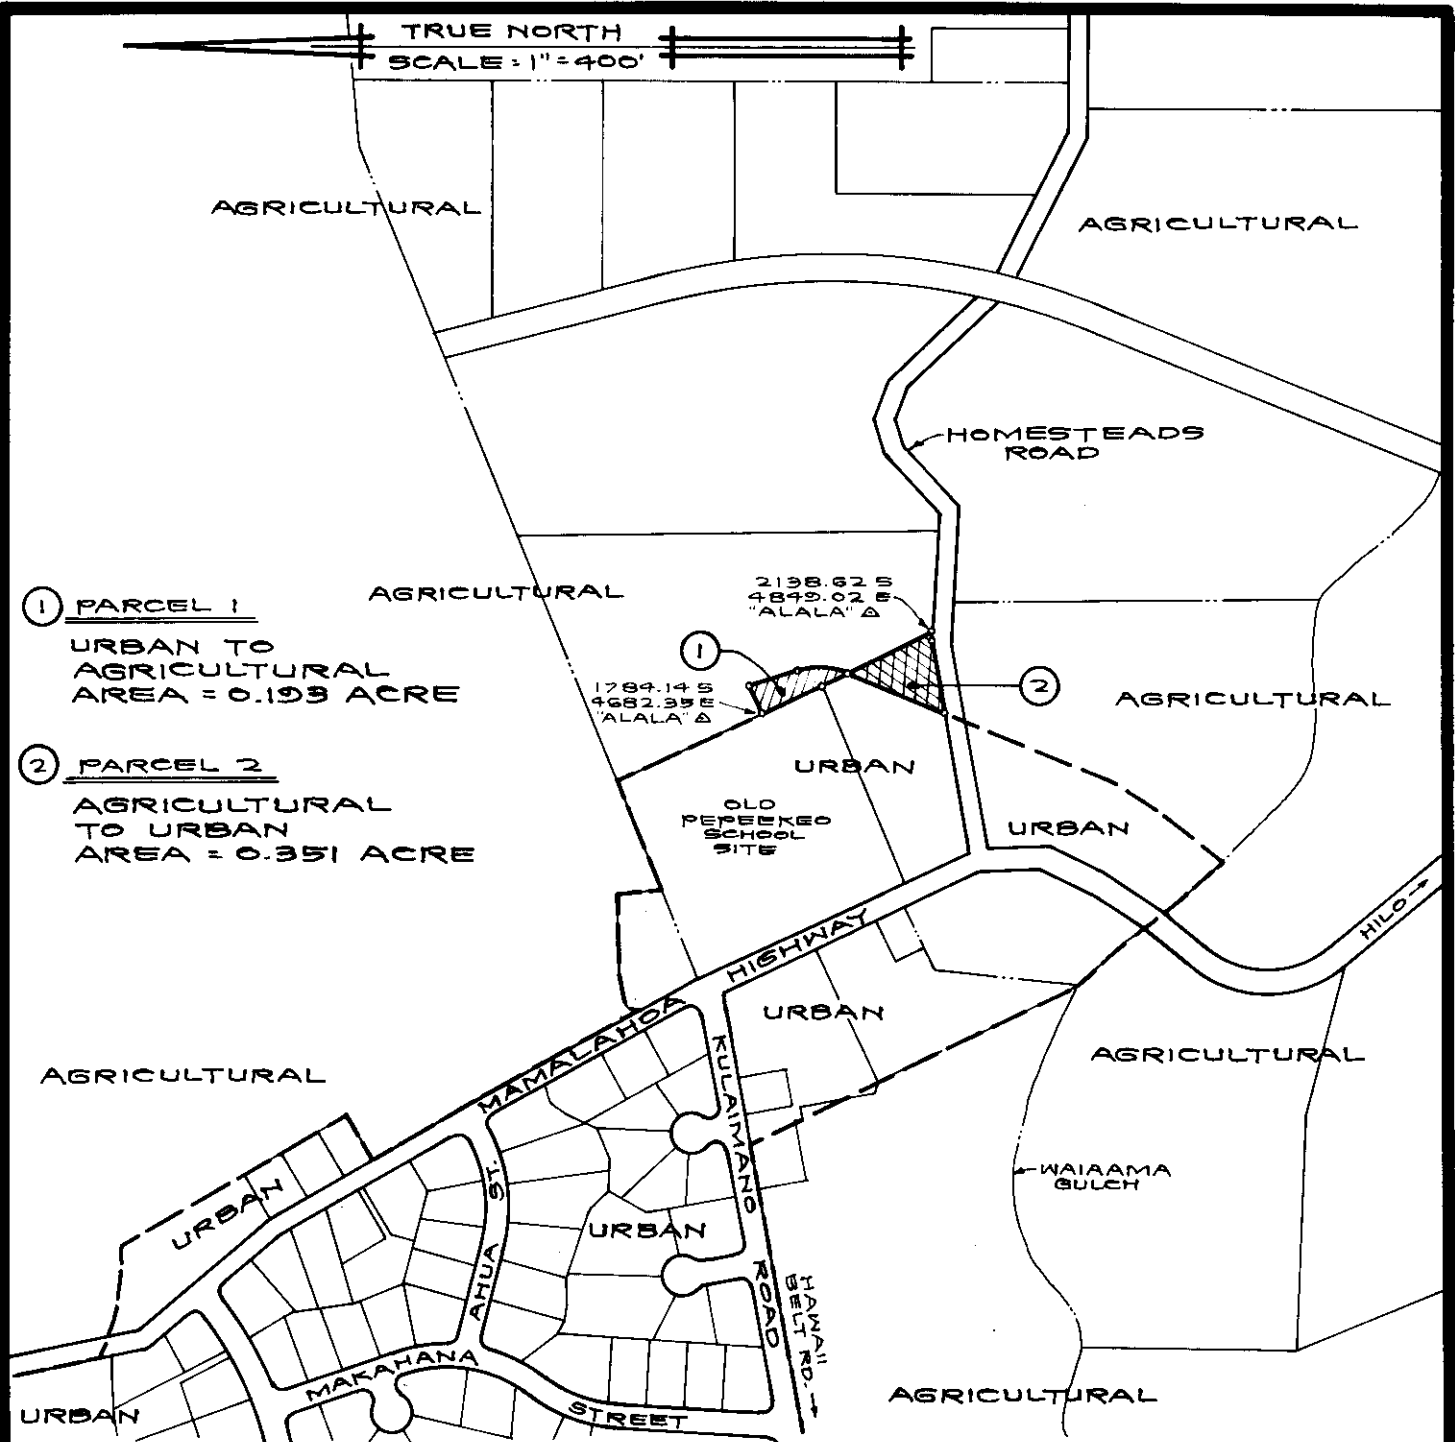 TRUE NORTH
SCALE : 1" = 400'
AGRICULTURAL
AGRICULTURAL
HOMESTEADS
ROAD
AGRICULTURAL
2138.62 S
4849.02 E
"ALALA" △
1 PARCEL 1
URBAN TO
AGRICULTURAL
AREA = 0.193 ACRE
1
1784.14 S
4682.35 E
"ALALA" △
2
AGRICULTURAL
2 PARCEL 2
AGRICULTURAL
TO URBAN
AREA = 0.351 ACRE
URBAN
OLD
PEPEEKEO
SCHOOL
SITE
URBAN
HILO →
MAMALAHOA HIGHWAY
URBAN
AGRICULTURAL
AGRICULTURAL
KULAIMANO ROAD
WAIAAMA
GULCH
URBAN
AHUA ST.
URBAN
HAWAII
BELT RD. →
MAKAHANA STREET
AGRICULTURAL
URBAN